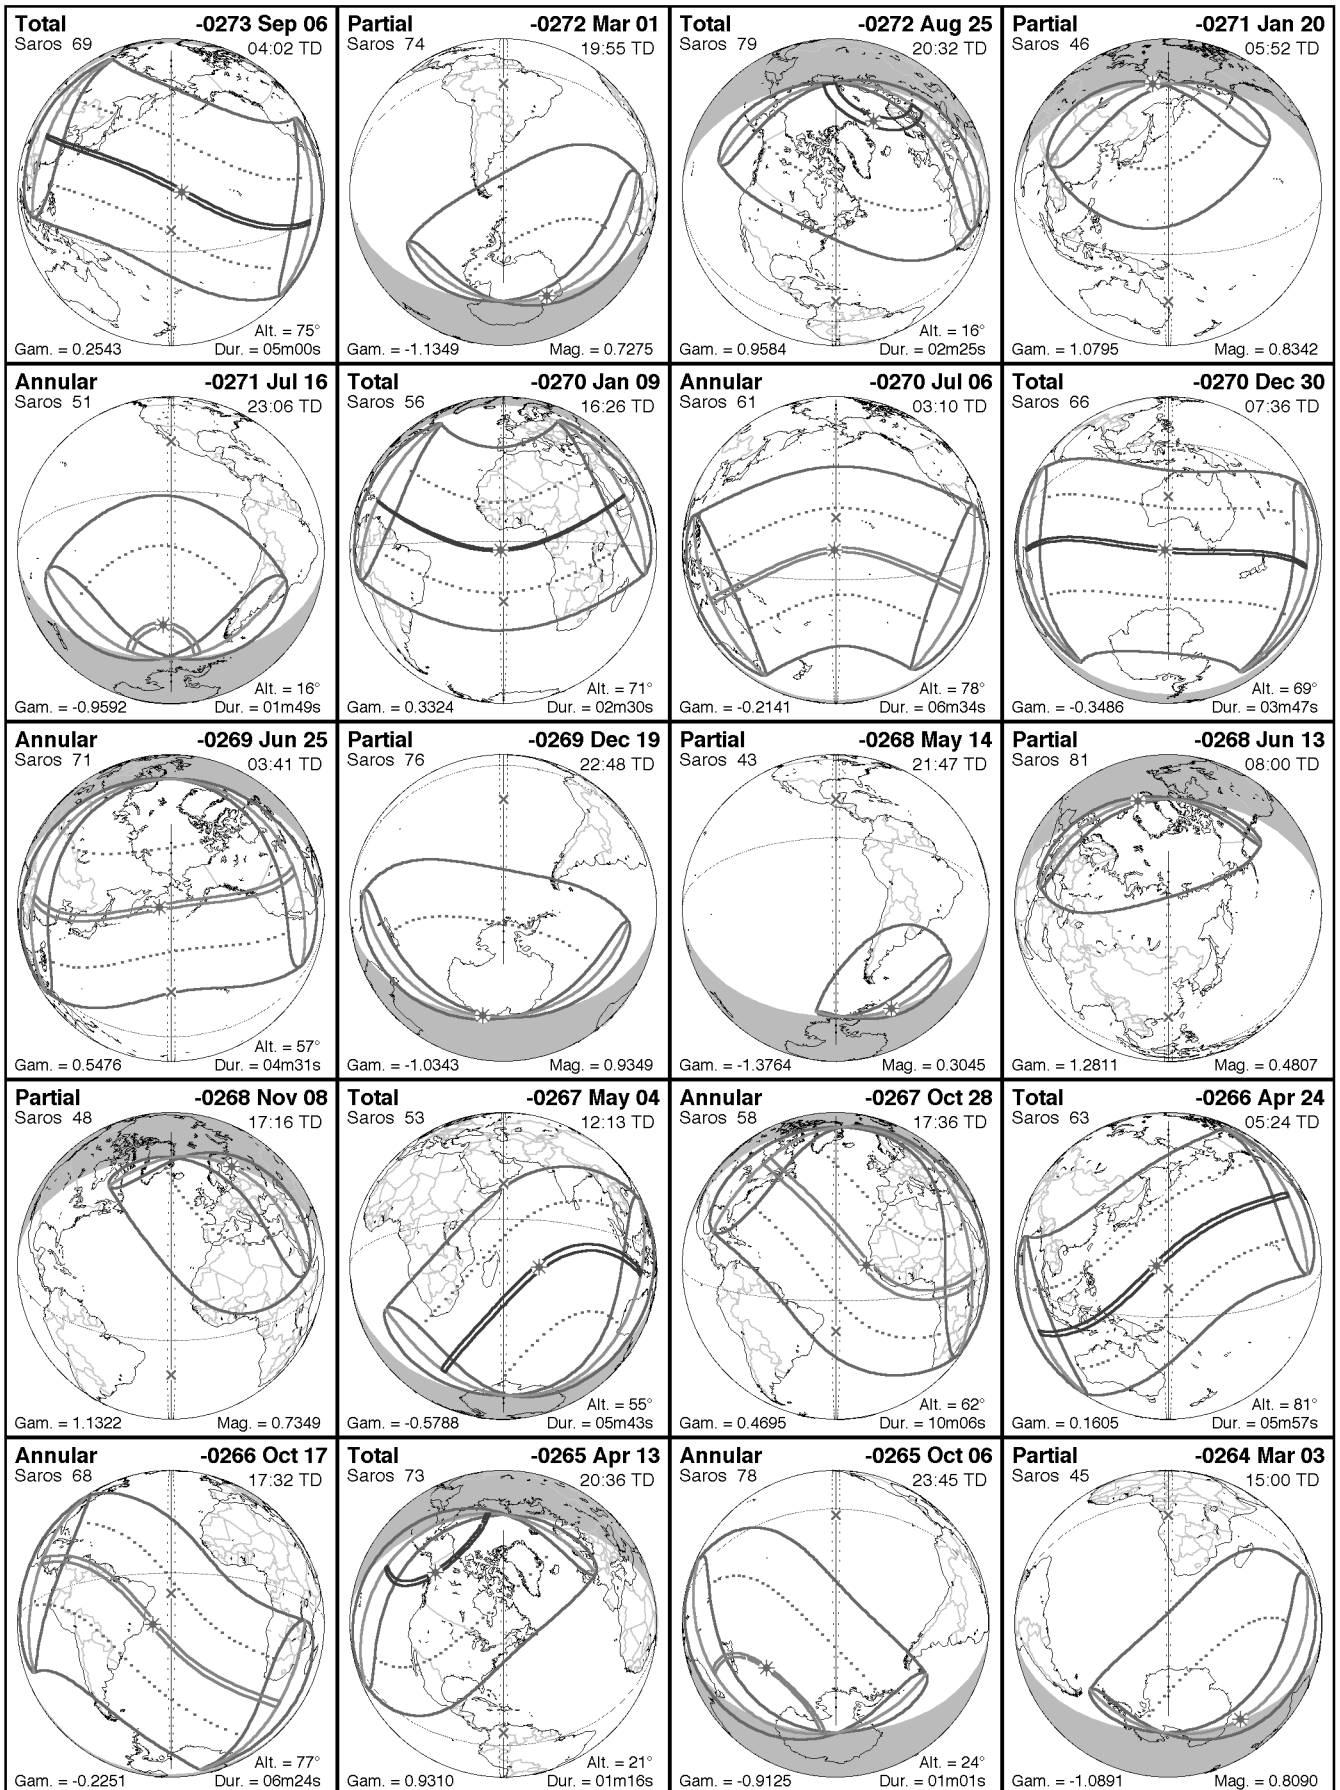 Total -0273 Sep 06
Saros 69 04:02 TD
Alt. = 75°
Gam. = 0.2543 Dur. = 05m00s
Partial -0272 Mar 01
Saros 74 19:55 TD
Gam. = -1.1349 Mag. = 0.7275
Total -0272 Aug 25
Saros 79 20:32 TD
Alt. = 16°
Gam. = 0.9584 Dur. = 02m25s
Partial -0271 Jan 20
Saros 46 05:52 TD
Gam. = 1.0795 Mag. = 0.8342
Annular -0271 Jul 16
Saros 51 23:06 TD
Alt. = 16°
Gam. = -0.9592 Dur. = 01m49s
Total -0270 Jan 09
Saros 56 16:26 TD
Alt. = 71°
Gam. = 0.3324 Dur. = 02m30s
Annular -0270 Jul 06
Saros 61 03:10 TD
Alt. = 78°
Gam. = -0.2141 Dur. = 06m34s
Total -0270 Dec 30
Saros 66 07:36 TD
Alt. = 69°
Gam. = -0.3486 Dur. = 03m47s
Annular -0269 Jun 25
Saros 71 03:41 TD
Alt. = 57°
Gam. = 0.5476 Dur. = 04m31s
Partial -0269 Dec 19
Saros 76 22:48 TD
Gam. = -1.0343 Mag. = 0.9349
Partial -0268 May 14
Saros 43 21:47 TD
Gam. = -1.3764 Mag. = 0.3045
Partial -0268 Jun 13
Saros 81 08:00 TD
Gam. = 1.2811 Mag. = 0.4807
Partial -0268 Nov 08
Saros 48 17:16 TD
Gam. = 1.1322 Mag. = 0.7349
Total -0267 May 04
Saros 53 12:13 TD
Alt. = 55°
Gam. = -0.5788 Dur. = 05m43s
Annular -0267 Oct 28
Saros 58 17:36 TD
Alt. = 62°
Gam. = 0.4695 Dur. = 10m06s
Total -0266 Apr 24
Saros 63 05:24 TD
Alt. = 81°
Gam. = 0.1605 Dur. = 05m57s
Annular -0266 Oct 17
Saros 68 17:32 TD
Alt. = 77°
Gam. = -0.2251 Dur. = 06m24s
Total -0265 Apr 13
Saros 73 20:36 TD
Alt. = 21°
Gam. = 0.9310 Dur. = 01m16s
Annular -0265 Oct 06
Saros 78 23:45 TD
Alt. = 24°
Gam. = -0.9125 Dur. = 01m01s
Partial -0264 Mar 03
Saros 45 15:00 TD
Gam. = -1.0891 Mag. = 0.8090